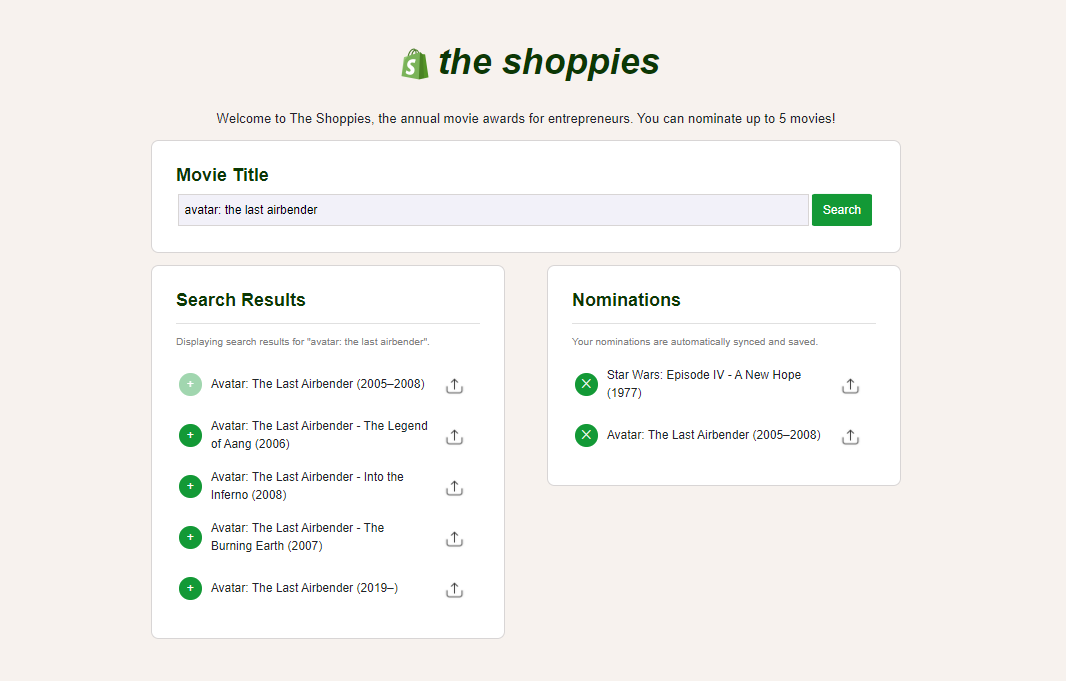 the shoppies
Welcome to The Shoppies, the annual movie awards for entrepreneurs. You can nominate up to 5 movies!
Movie Title
avatar: the last airbender
Search
Search Results
Displaying search results for "avatar: the last airbender".
+ Avatar: The Last Airbender (2005–2008)
+ Avatar: The Last Airbender - The Legend
of Aang (2006)
+ Avatar: The Last Airbender - Into the
Inferno (2008)
+ Avatar: The Last Airbender - The
Burning Earth (2007)
+ Avatar: The Last Airbender (2019–)
Nominations
Your nominations are automatically synced and saved.
Star Wars: Episode IV - A New Hope
(1977)
Avatar: The Last Airbender (2005–2008)